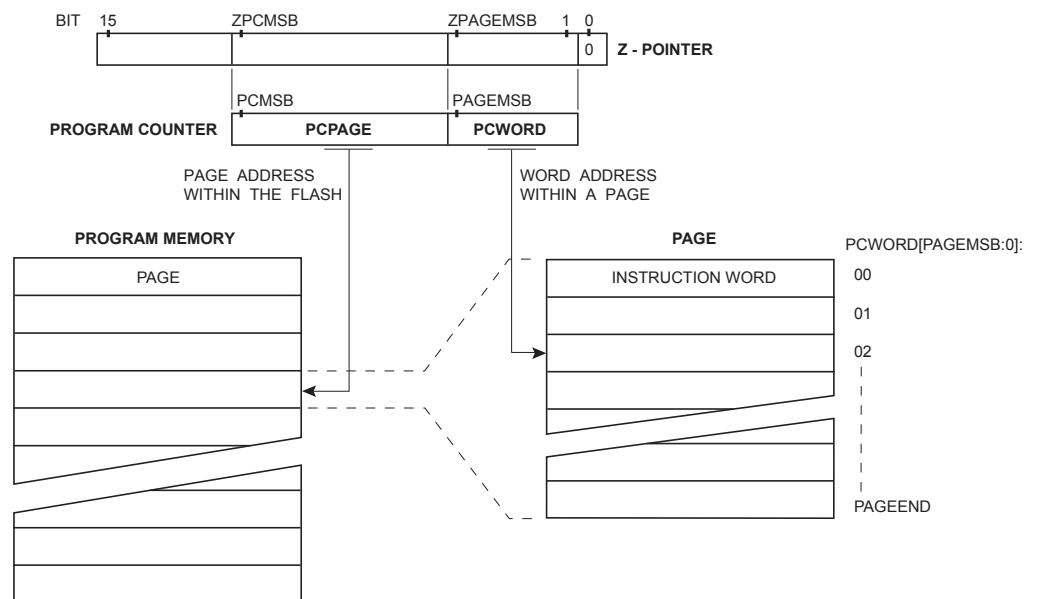 BIT 15 ZPCMSB ZPAGEMSB 1 0
0 Z - POINTER
PCMSB PAGEMSB
PROGRAM COUNTER PCPAGE PCWORD
PAGE ADDRESS
WITHIN THE FLASH
WORD ADDRESS
WITHIN A PAGE
PROGRAM MEMORY
PAGE
PAGE
PCWORD[PAGEMSB:0]:
INSTRUCTION WORD
00
01
02
PAGEEND